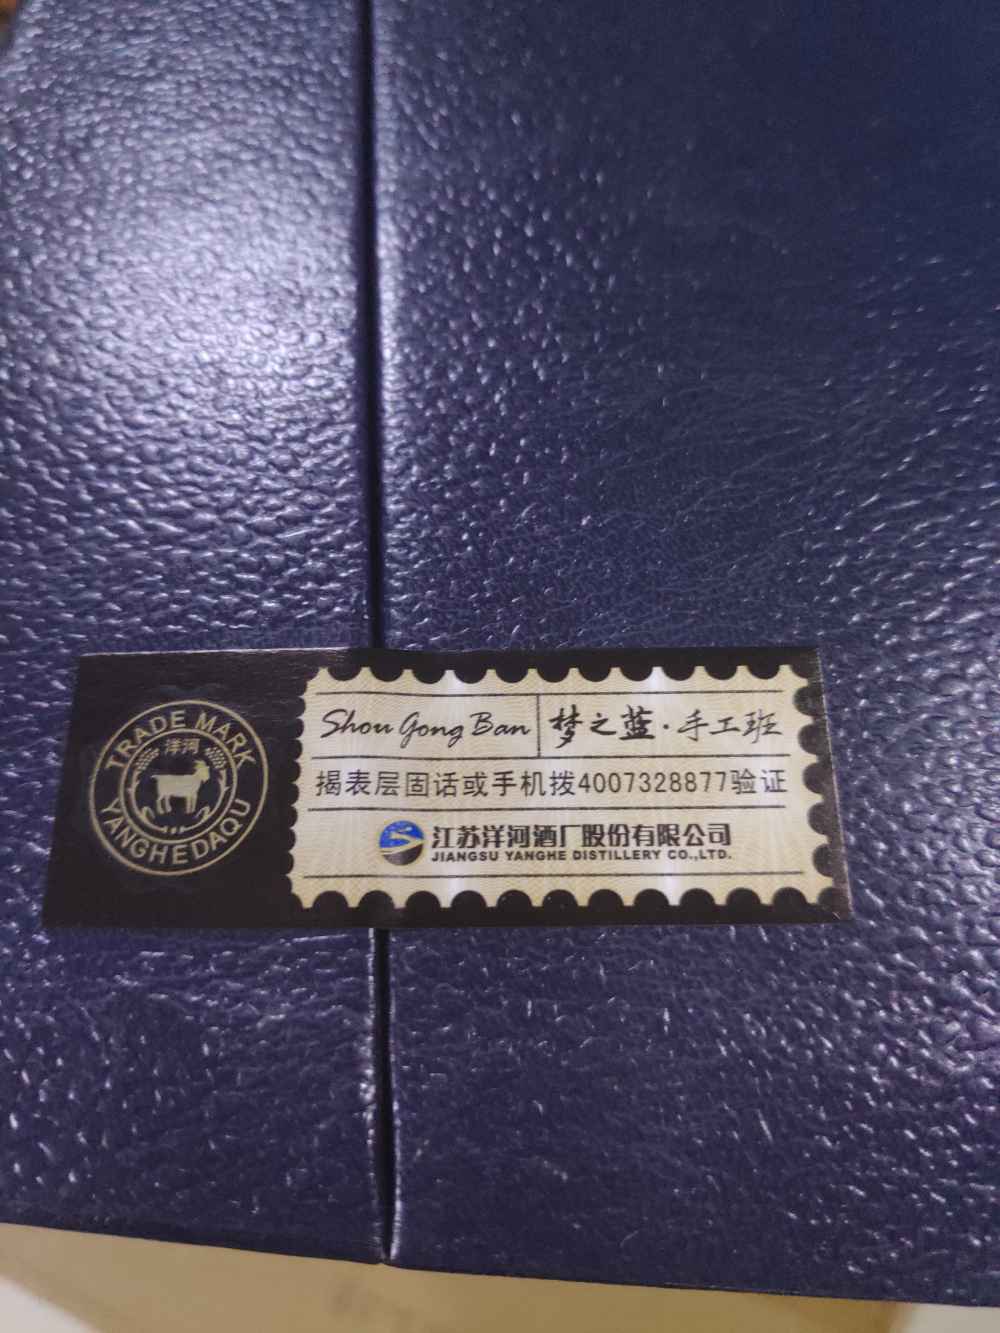 TRADE MARK
洋河
YANGHEDAQU
Shou Gong Ban 梦之蓝·手工班
揭表层固话或手机拨4007328877验证
江苏洋河酒厂股份有限公司
JIANGSU YANGHE DISTILLERY CO.,LTD.